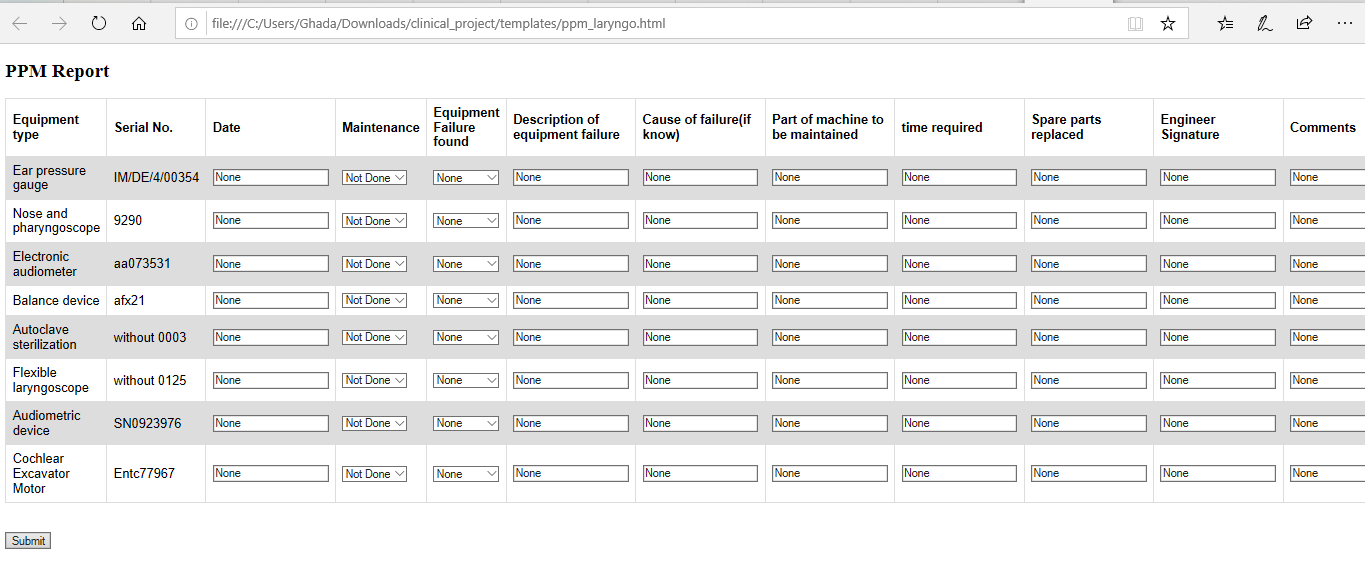 file:///C:/Users/Ghada/Downloads/clinical_project/templates/ppm_laryngo.html
PPM Report
Equipment type Serial No. Date Maintenance Equipment Failure found Description of equipment failure Cause of failure(if know) Part of machine to be maintained time required Spare parts replaced Engineer Signature Comments
Ear pressure gauge IM/DE/4/00354 None Not Done None None None None None None None None
Nose and pharyngoscope 9290 None Not Done None None None None None None None None
Electronic audiometer aa073531 None Not Done None None None None None None None None
Balance device afx21 None Not Done None None None None None None None None
Autoclave sterilization without 0003 None Not Done None None None None None None None None
Flexible laryngoscope without 0125 None Not Done None None None None None None None None
Audiometric device SN0923976 None Not Done None None None None None None None None
Cochlear Excavator Motor Entc77967 None Not Done None None None None None None None None
Submit